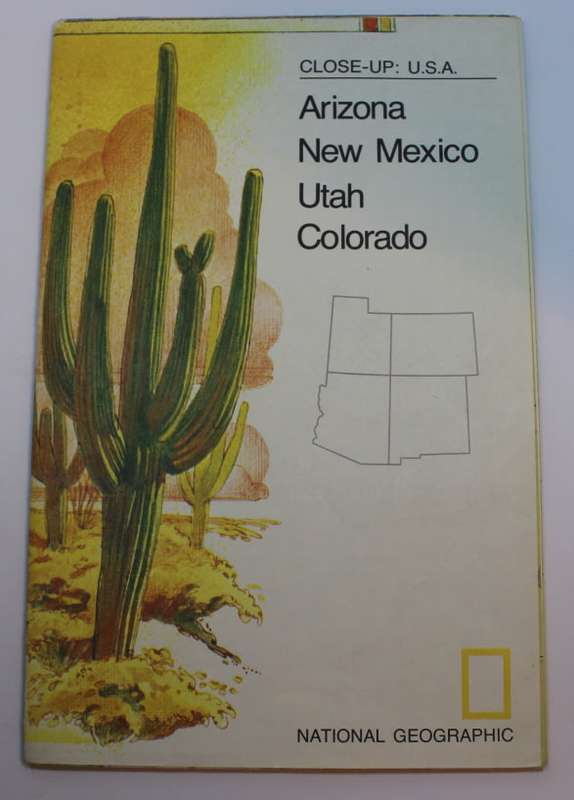 CLOSE-UP: U.S.A.
Arizona
New Mexico
Utah
Colorado
NATIONAL GEOGRAPHIC